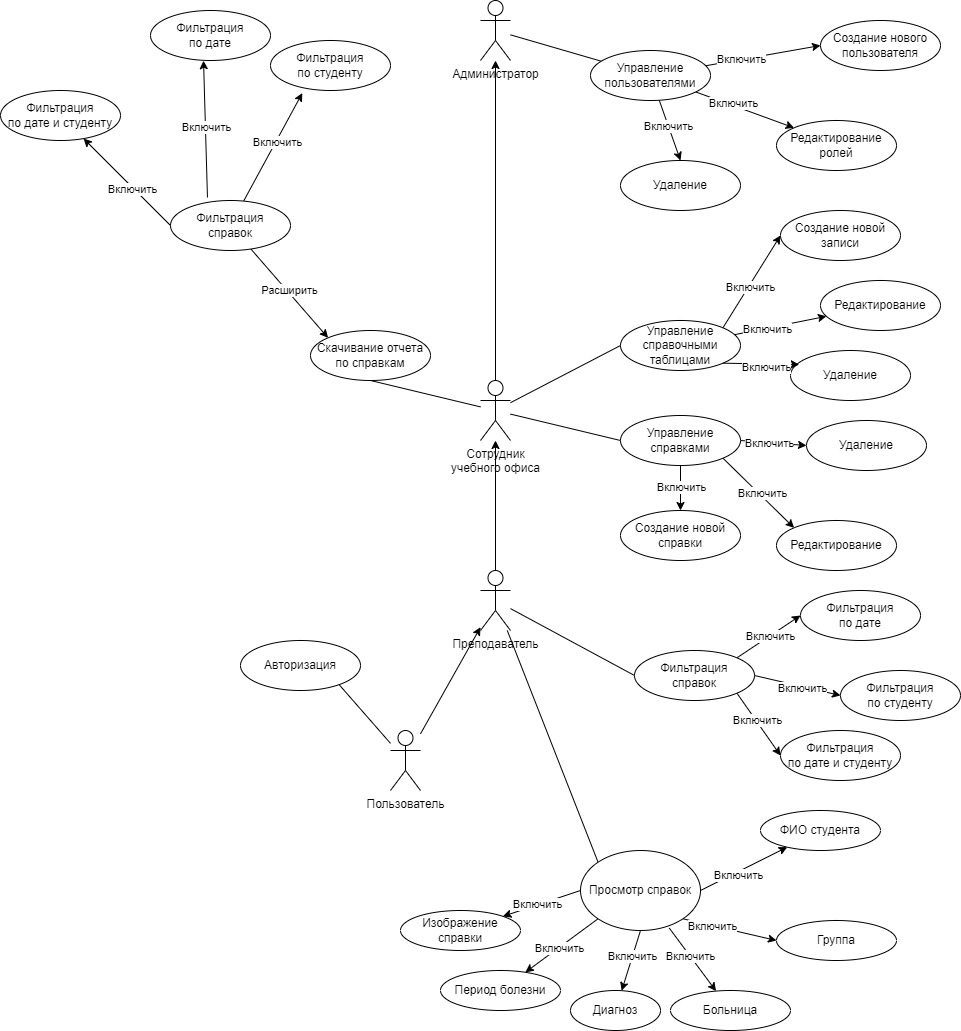 Фильтрация
по дате
Фильтрация
по студенту
Фильтрация
по дате и студенту
Включить
Включить
Включить
Фильтрация
справок
Расширить
Скачивание отчета
по справкам
Администратор
Управление
пользователями
Включить
Создание нового
пользователя
Включить
Редактирование
ролей
Включить
Удаление
Создание новой
записи
Включить
Управление
справочными
таблицами
Включить
Редактирование
Включить
Удаление
Сотрудник
учебного офиса
Управление
справками
Включить
Удаление
Включить
Включить
Создание новой
справки
Редактирование
Преподаватель
Авторизация
Пользователь
Фильтрация
справок
Включить
Фильтрация
по дате
Включить
Фильтрация
по студенту
Включить
Фильтрация
по дате и студенту
Просмотр справок
Включить
ФИО студента
Включить
Группа
Включить
Изображение
справки
Включить
Период болезни
Включить
Диагноз
Включить
Больница